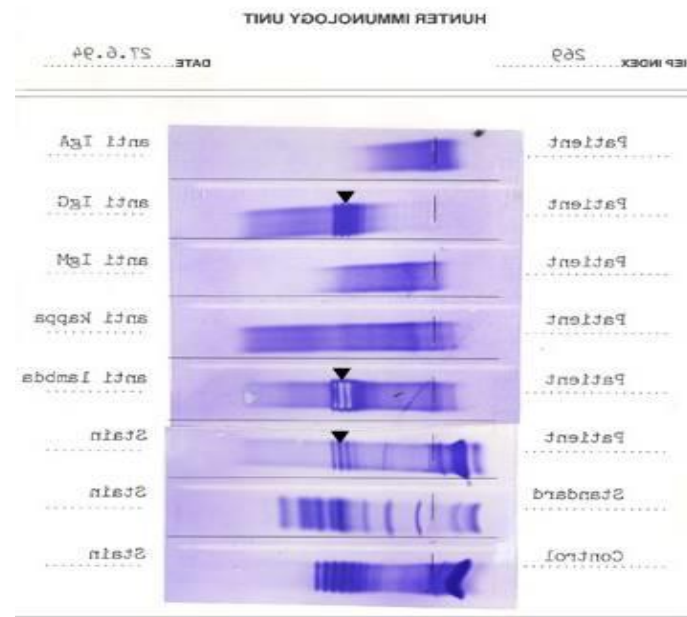 HUNTER IMMUNOLOGY UNIT
IEP INDEX 269 DATE 27.6.94
Patient anti IgA
Patient anti IgG
Patient anti IgM
Patient anti kappa
Patient anti lambda
Patient Stain
Standard Stain
Control Stain